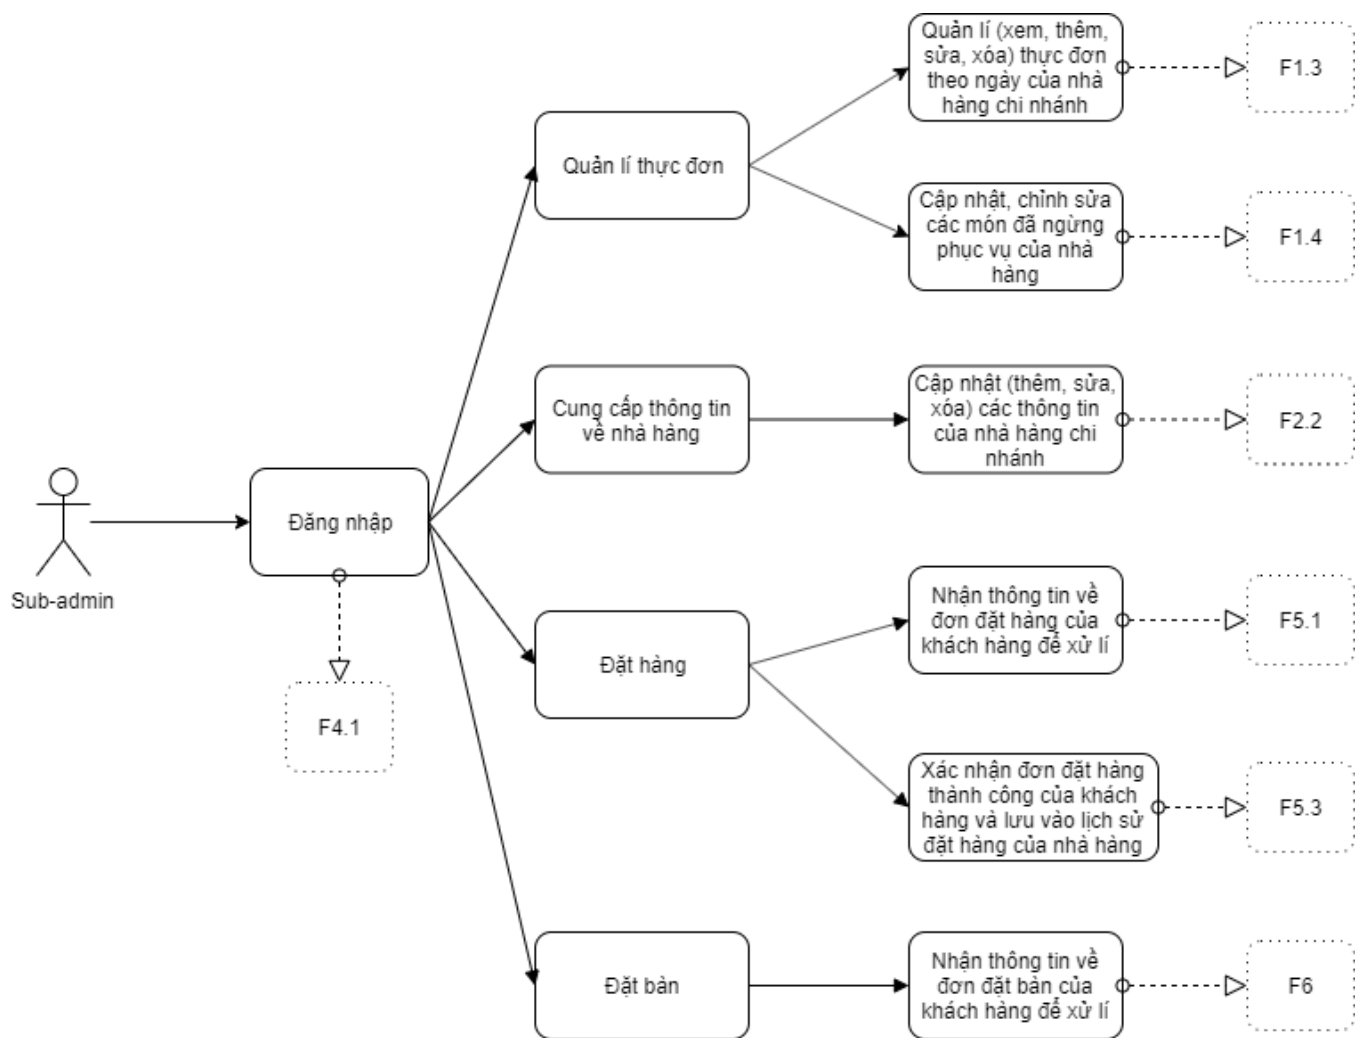 Quản lí (xem, thêm,
sửa, xóa) thực đơn
theo ngày của nhà
hàng chi nhánh
F1.3
Quản lí thực đơn
Cập nhật, chỉnh sửa
các món đã ngừng
phục vụ của nhà
hàng
F1.4
Cung cấp thông tin
về nhà hàng
Cập nhật (thêm, sửa,
xóa) các thông tin
của nhà hàng chi
nhánh
F2.2
Đăng nhập
Sub-admin
F4.1
Đặt hàng
Nhận thông tin về
đơn đặt hàng của
khách hàng để xử lí
F5.1
Xác nhận đơn đặt hàng
thành công của khách
hàng và lưu vào lịch sử
đặt hàng của nhà hàng
F5.3
Đặt bàn
Nhận thông tin về
đơn đặt bàn của
khách hàng để xử lí
F6